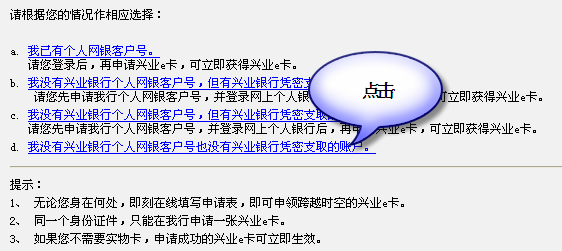 请根据您的情况作相应选择：
a. 我已有个人网银客户号。
请您登录后，再申请兴业e卡，可立即获得兴业e卡。
b. 我没有兴业银行个人网银客户号，但有兴业银行凭密支
请您先申请我行个人网银客户号，并登录网上个人银 可立即获得兴业e卡。
点击
c. 我没有兴业银行个人网银客户号，但有兴业银行凭密支取
请您先申请我行个人网银客户号，并登录网上个人银行后，再申 兴业e卡，可立即获得兴业e卡。
d. 我没有兴业银行个人网银客户号也没有兴业银行凭密支取的账户。
提示：
1、 无论您身在何处，即刻在线填写申请表，即可申领跨越时空的兴业e卡。
2、 同一个身份证件，只能在我行申请一张兴业e卡。
3、 如果您不需要实物卡，申请成功的兴业e卡可立即生效。